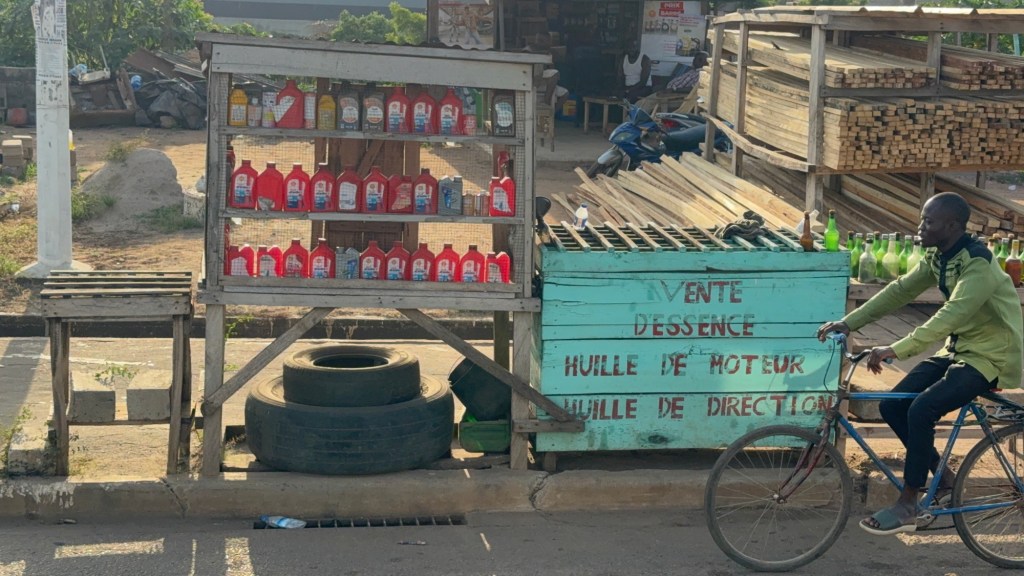 VENTE
D'ESSENCE
HUILLE DE MOTEUR
HUILLE DE DIRECTION